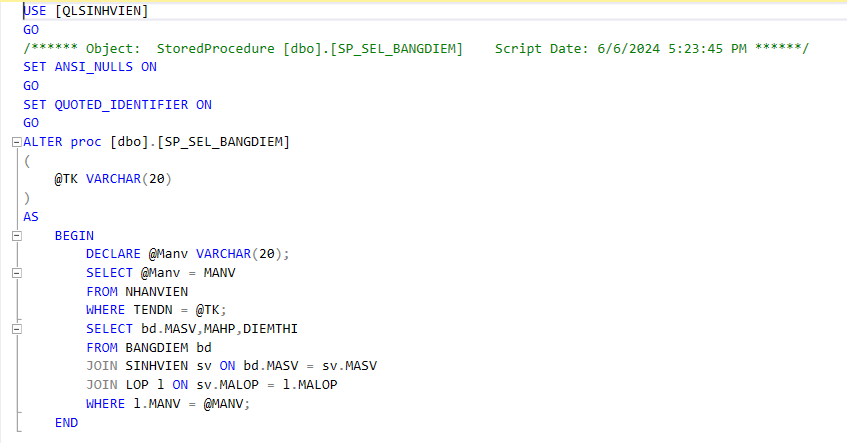 USE [QLSINHVIEN]
GO
/****** Object:  StoredProcedure [dbo].[SP_SEL_BANGDIEM]    Script Date: 6/6/2024 5:23:45 PM ******/
SET ANSI_NULLS ON
GO
SET QUOTED_IDENTIFIER ON
GO
ALTER proc [dbo].[SP_SEL_BANGDIEM]
(
    @TK VARCHAR(20)
)
AS
    BEGIN
        DECLARE @Manv VARCHAR(20);
        SELECT @Manv = MANV
        FROM NHANVIEN
        WHERE TENDN = @TK;
        SELECT bd.MASV,MAHP,DIEMTHI
        FROM BANGDIEM bd
        JOIN SINHVIEN sv ON bd.MASV = sv.MASV
        JOIN LOP l ON sv.MALOP = l.MALOP
        WHERE l.MANV = @MANV;
    END